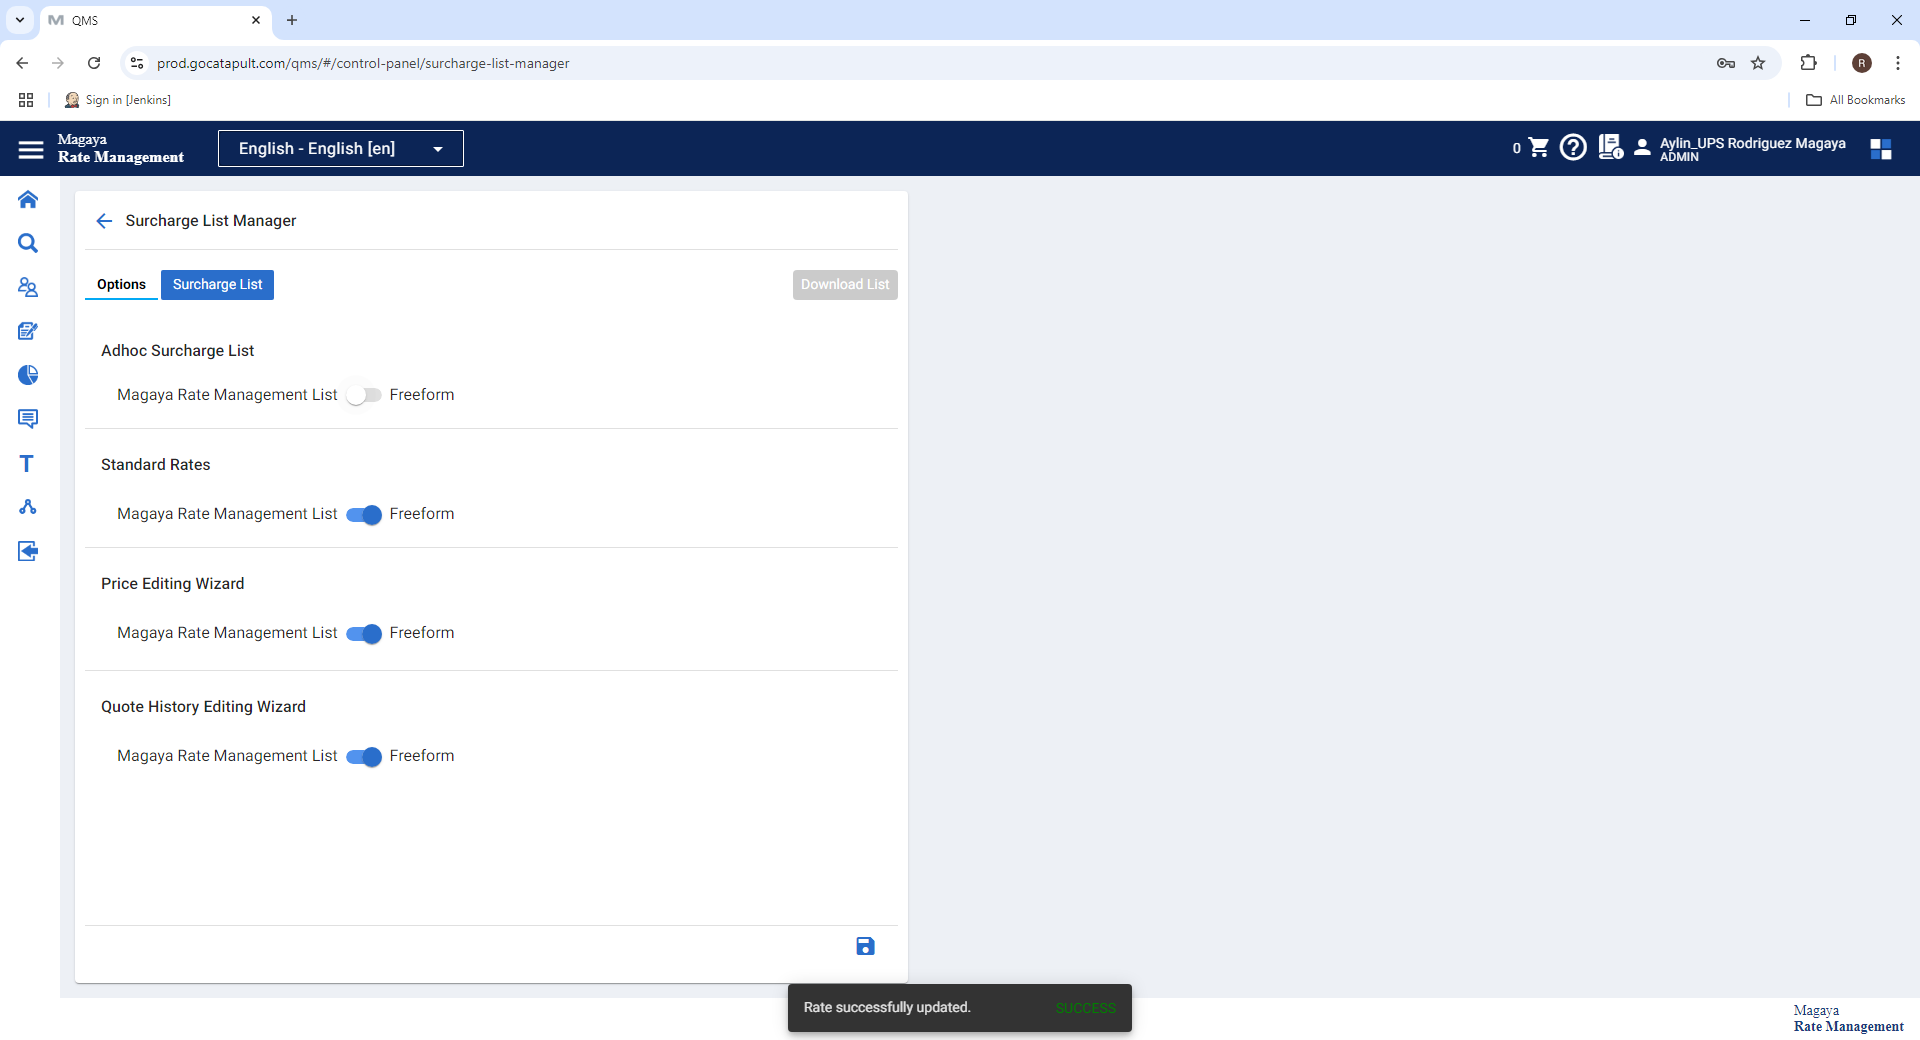 QMS
prod.gocatapult.com/qms/#/control-panel/surcharge-list-manager
R
Sign in [Jenkins]
All Bookmarks
Magaya
Rate Management
English - English [en]
0
Aylin_UPS Rodriguez Magaya
ADMIN
Surcharge List Manager
Options
Surcharge List
Download List
Adhoc Surcharge List
Magaya Rate Management List
Freeform
Standard Rates
Magaya Rate Management List
Freeform
Price Editing Wizard
Magaya Rate Management List
Freeform
Quote History Editing Wizard
Magaya Rate Management List
Freeform
Rate successfully updated.
SUCCESS
Magaya
Rate Management